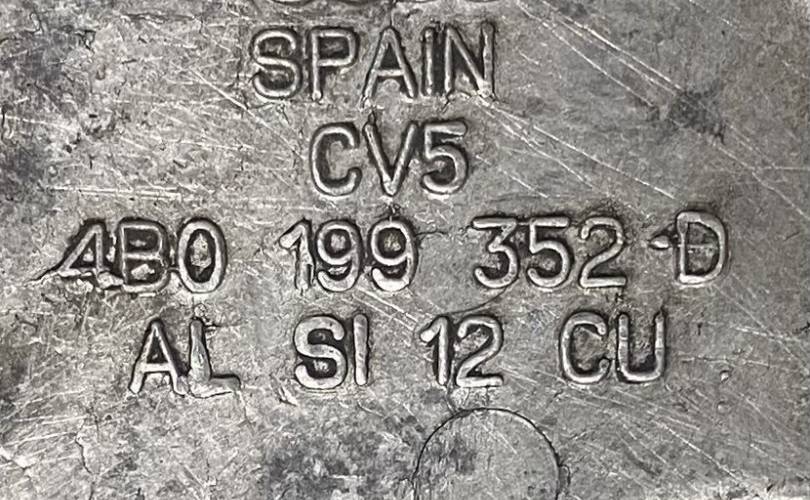 SPAIN
CV5
4B0 199 352 D
AL SI 12 CU